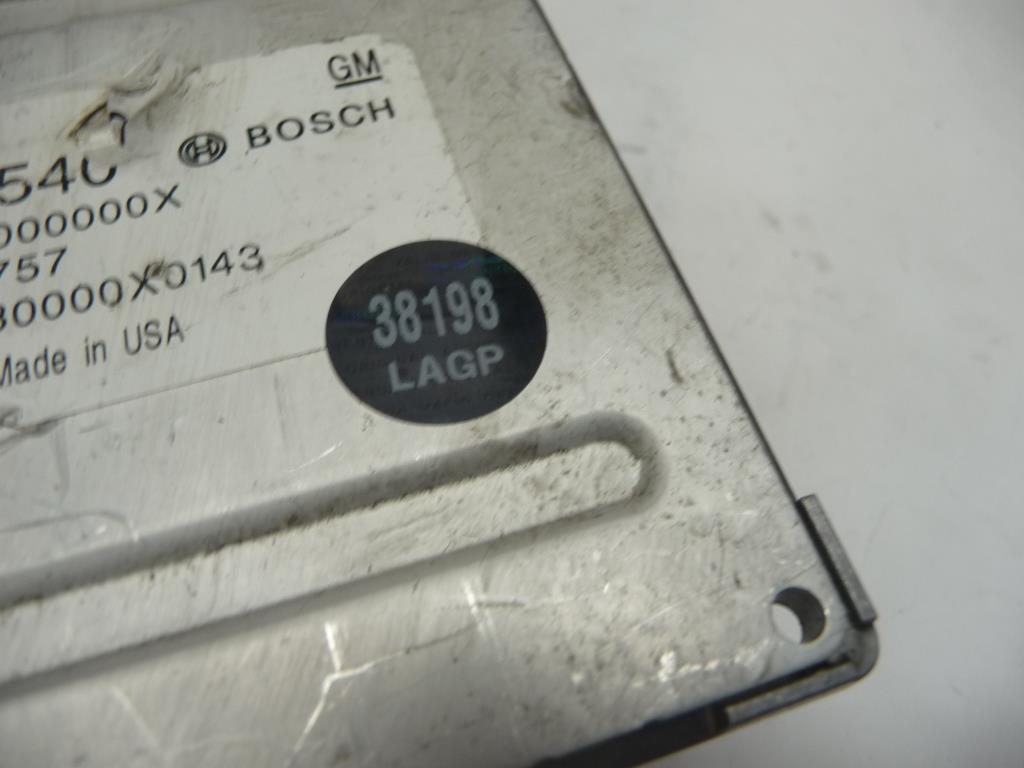 GM
BOSCH
540
000000X
757
30000X0143
Made in USA
38198
LAGP